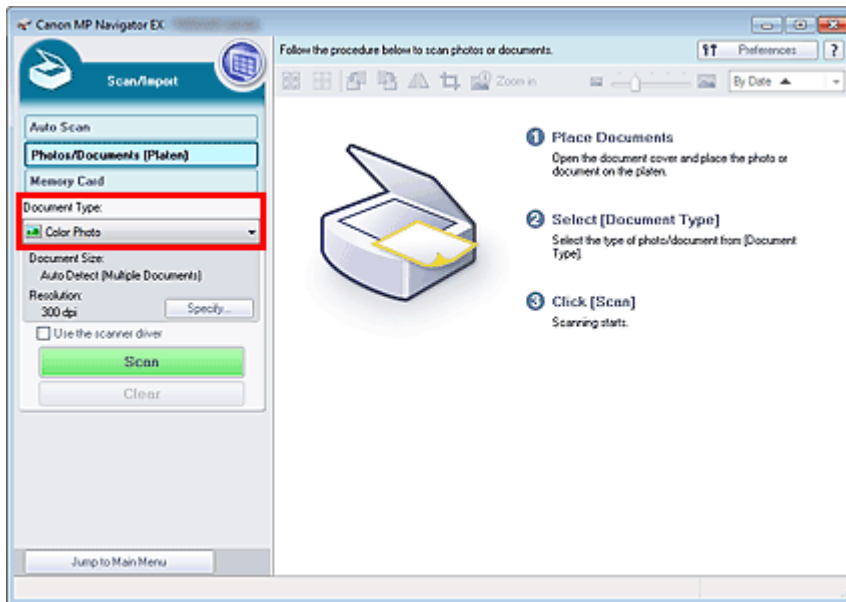 Canon MP Navigator EX
Scan/Import
Auto Scan
Photos/Documents (Platen)
Memory Card
Document Type:
Color Photo
Document Size:
Auto Detect (Multiple Documents)
Resolution:
300 dpi
Specify...
Use the scanner driver
Scan
Clear
Jump to Main Menu
Follow the procedure below to scan photos or documents.
Preferences
?
Zoom in
By Date
1 Place Documents
Open the document cover and place the photo or
document on the platen.
2 Select [Document Type]
Select the type of photo/document from [Document
Type].
3 Click [Scan]
Scanning starts.